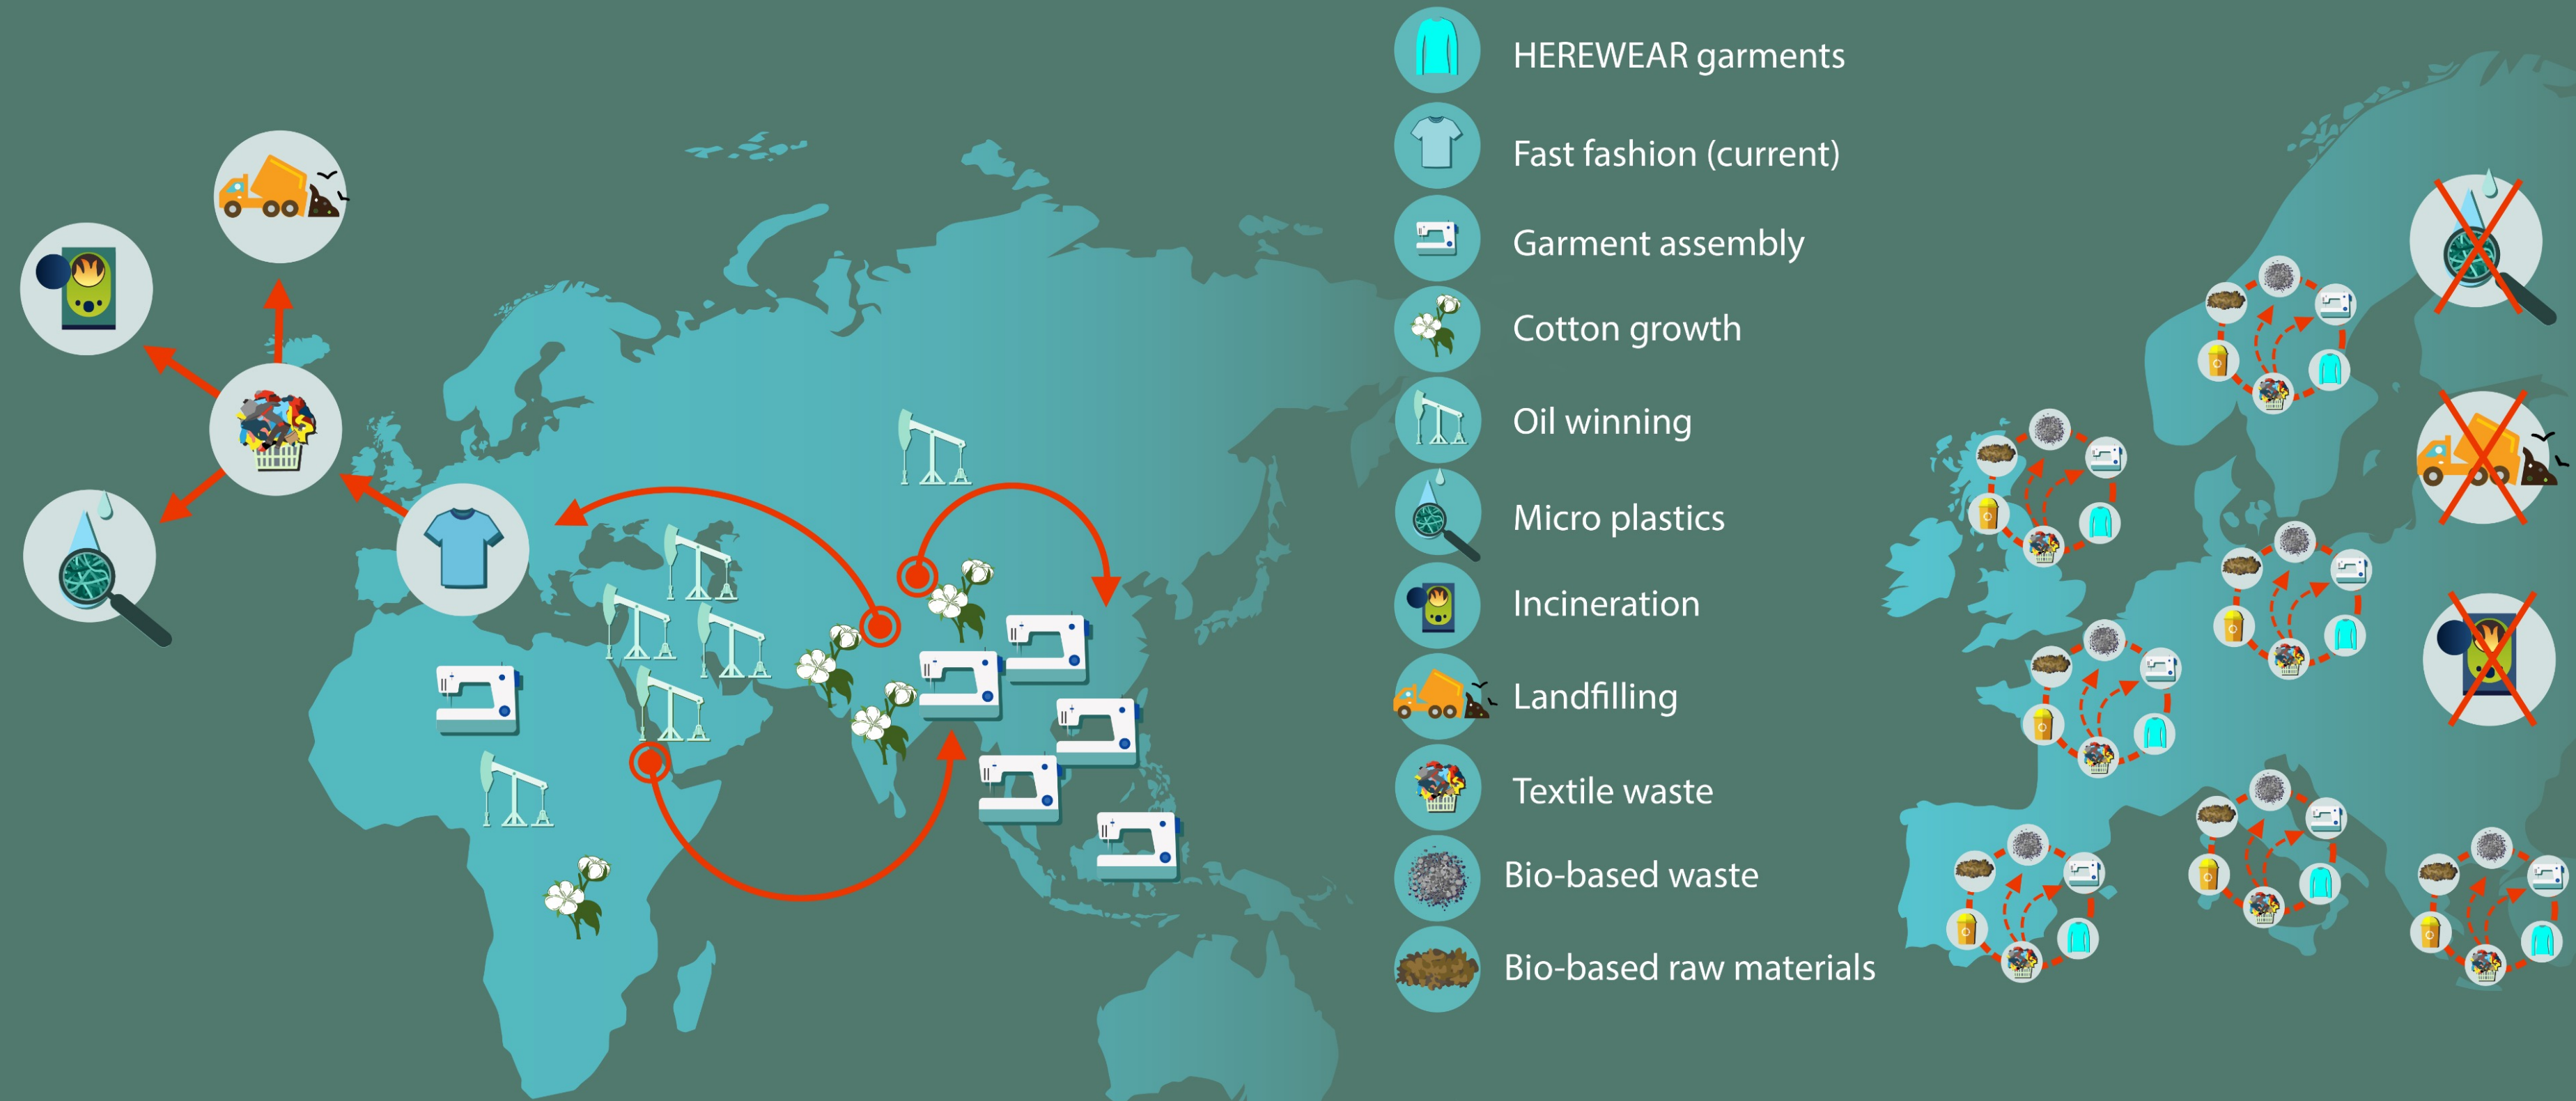 HEREWEAR garments
Fast fashion (current)
Garment assembly
Cotton growth
Oil winning
Micro plastics
Incineration
Landfilling
Textile waste
Bio-based waste
Bio-based raw materials